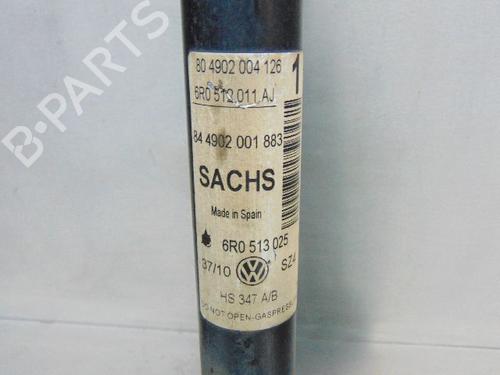 B-PARTS
80 4902 004 126
6R0 513 011 AJ
1
84 4902 001 883
SACHS
Made in Spain
6R0 513 025
37/10
SZ4
HS 347 A/B
DO NOT OPEN-GASPRESS